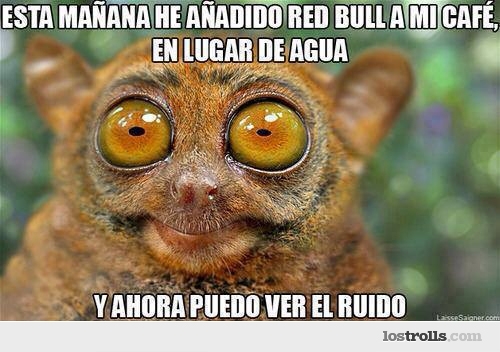 ESTA MAÑANA HE AÑADIDO RED BULL A MI CAFÉ,
EN LUGAR DE AGUA
Y AHORA PUEDO VER EL RUIDO
LaisseSaigner.com
lostrolls.com